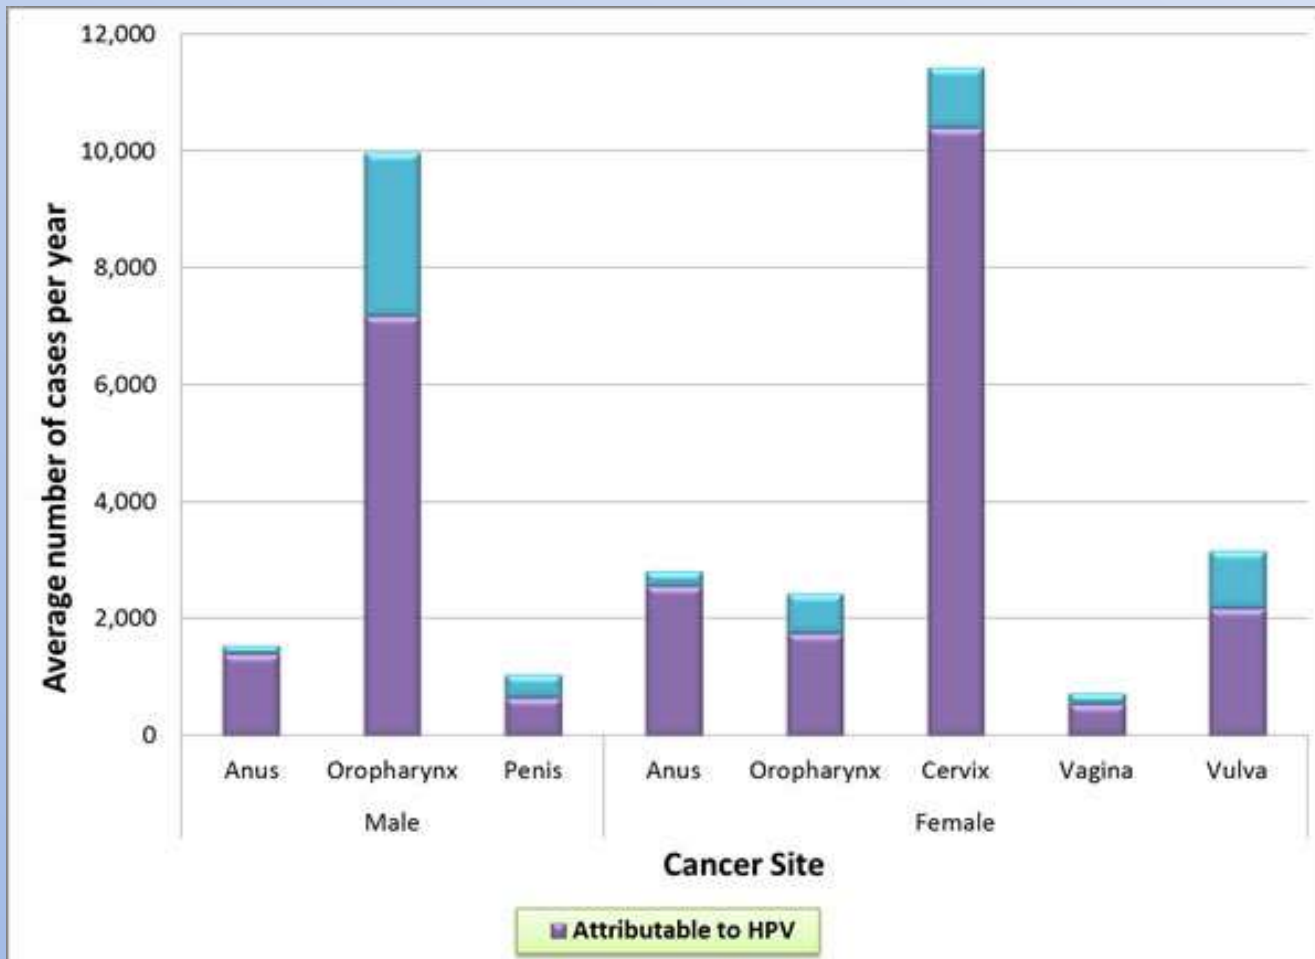 12,000
10,000
8,000
6,000
4,000
2,000
0
Average number of cases per year
Anus Oropharynx Penis Anus Oropharynx Cervix Vagina Vulva
Male Female
Cancer Site
Attributable to HPV